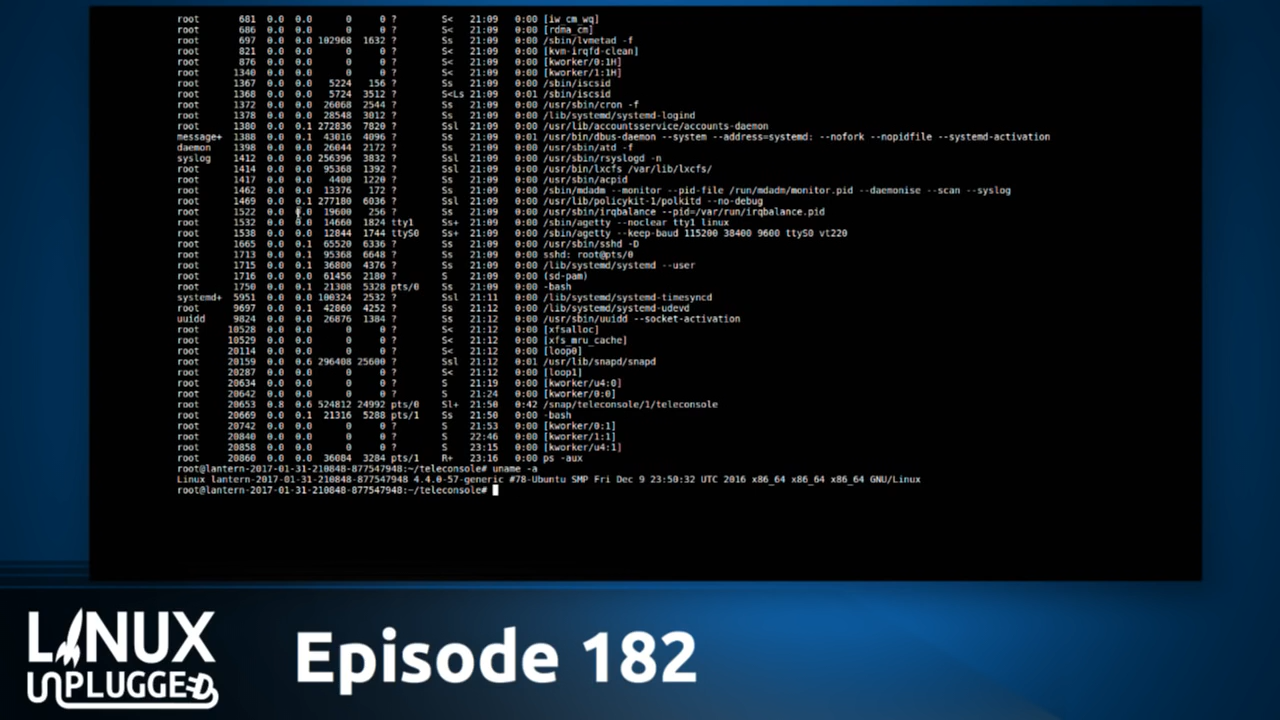 root 681 0.0 0.0 0 0 ? S< 21:09 0:00 [iw_cm_wq]
root 686 0.0 0.0 0 0 ? S< 21:09 0:00 [rdma_cm]
root 697 0.0 0.0 102968 1632 ? Ss 21:09 0:00 /sbin/lvmetad -f
root 821 0.0 0.0 0 0 ? S< 21:09 0:00 [kvm-irqfd-clean]
root 876 0.0 0.0 0 0 ? S< 21:09 0:00 [kworker/0:1H]
root 1340 0.0 0.0 0 0 ? S< 21:09 0:00 [kworker/1:1H]
root 1367 0.0 0.0 5224 156 ? Ss 21:09 0:00 /sbin/iscsid
root 1368 0.0 0.0 5724 3512 ? S<Ls 21:09 0:01 /sbin/iscsid
root 1372 0.0 0.0 26068 2544 ? Ss 21:09 0:00 /usr/sbin/cron -f
root 1378 0.0 0.0 28548 3012 ? Ss 21:09 0:00 /lib/systemd/systemd-logind
root 1380 0.0 0.1 272836 7820 ? Ssl 21:09 0:00 /usr/lib/accountsservice/accounts-daemon
message+ 1388 0.0 0.1 43016 4096 ? Ss 21:09 0:01 /usr/bin/dbus-daemon --system --address=systemd: --nofork --nopidfile --systemd-activation
daemon 1398 0.0 0.0 26044 2172 ? Ss 21:09 0:00 /usr/sbin/atd -f
syslog 1412 0.0 0.0 256396 3832 ? Ssl 21:09 0:00 /usr/sbin/rsyslogd -n
root 1414 0.0 0.0 95368 1392 ? Ssl 21:09 0:00 /usr/bin/lxcfs /var/lib/lxcfs/
root 1417 0.0 0.0 4400 1220 ? Ss 21:09 0:00 /usr/sbin/acpid
root 1462 0.0 0.0 13376 172 ? Ss 21:09 0:00 /sbin/mdadm --monitor --pid-file /run/mdadm/monitor.pid --daemonise --scan --syslog
root 1469 0.0 0.1 277180 6036 ? Ssl 21:09 0:00 /usr/lib/policykit-1/polkitd --no-debug
root 1522 0.0 0.0 19600 256 ? Ss 21:09 0:00 /usr/sbin/irqbalance --pid=/var/run/irqbalance.pid
root 1532 0.0 0.0 14660 1824 tty1 Ss+ 21:09 0:00 /sbin/agetty --noclear tty1 linux
root 1538 0.0 0.0 12844 1744 ttyS0 Ss+ 21:09 0:00 /sbin/agetty --keep-baud 115200 38400 9600 ttyS0 vt220
root 1665 0.0 0.1 65520 6336 ? Ss 21:09 0:00 /usr/sbin/sshd -D
root 1713 0.0 0.1 95368 6648 ? Ss 21:09 0:00 sshd: root@pts/0
root 1715 0.0 0.1 36800 4376 ? Ss 21:09 0:00 /lib/systemd/systemd --user
root 1716 0.0 0.0 61456 2180 ? S 21:09 0:00 (sd-pam)
root 1750 0.0 0.1 21308 5328 pts/0 Ss 21:09 0:00 -bash
systemd+ 5951 0.0 0.0 100324 2532 ? Ssl 21:11 0:00 /lib/systemd/systemd-timesyncd
root 9697 0.0 0.1 42860 4252 ? Ss 21:12 0:00 /lib/systemd/systemd-udevd
uuidd 9824 0.0 0.0 26876 1384 ? Ss 21:12 0:00 /usr/sbin/uuidd --socket-activation
root 10528 0.0 0.0 0 0 ? S< 21:12 0:00 [xfsalloc]
root 10529 0.0 0.0 0 0 ? S< 21:12 0:00 [xfs_mru_cache]
root 20114 0.0 0.0 0 0 ? S< 21:12 0:00 [loop0]
root 20159 0.0 0.6 296408 25600 ? Ssl 21:12 0:01 /usr/lib/snapd/snapd
root 20287 0.0 0.0 0 0 ? S< 21:12 0:00 [loop1]
root 20634 0.0 0.0 0 0 ? S 21:19 0:00 [kworker/u4:0]
root 20642 0.0 0.0 0 0 ? S 21:24 0:00 [kworker/0:0]
root 20653 0.8 0.6 524812 24992 pts/0 Sl+ 21:50 0:42 /snap/teleconsole/1/teleconsole
root 20669 0.0 0.1 21316 5288 pts/1 Ss 21:50 0:00 -bash
root 20742 0.0 0.0 0 0 ? S 21:53 0:00 [kworker/0:1]
root 20840 0.0 0.0 0 0 ? S 22:46 0:00 [kworker/1:1]
root 20858 0.0 0.0 0 0 ? S 23:15 0:00 [kworker/u4:1]
root 20860 0.0 0.0 36084 3284 pts/1 R+ 23:16 0:00 ps -aux
root@lantern-2017-01-31-210848-877547948:~/teleconsole# uname -a
Linux lantern-2017-01-31-210848-877547948 4.4.0-57-generic #78-Ubuntu SMP Fri Dec 9 23:50:32 UTC 2016 x86_64 x86_64 x86_64 GNU/Linux
root@lantern-2017-01-31-210848-877547948:~/teleconsole#
LINUX
UNPLUGGED
Episode 182